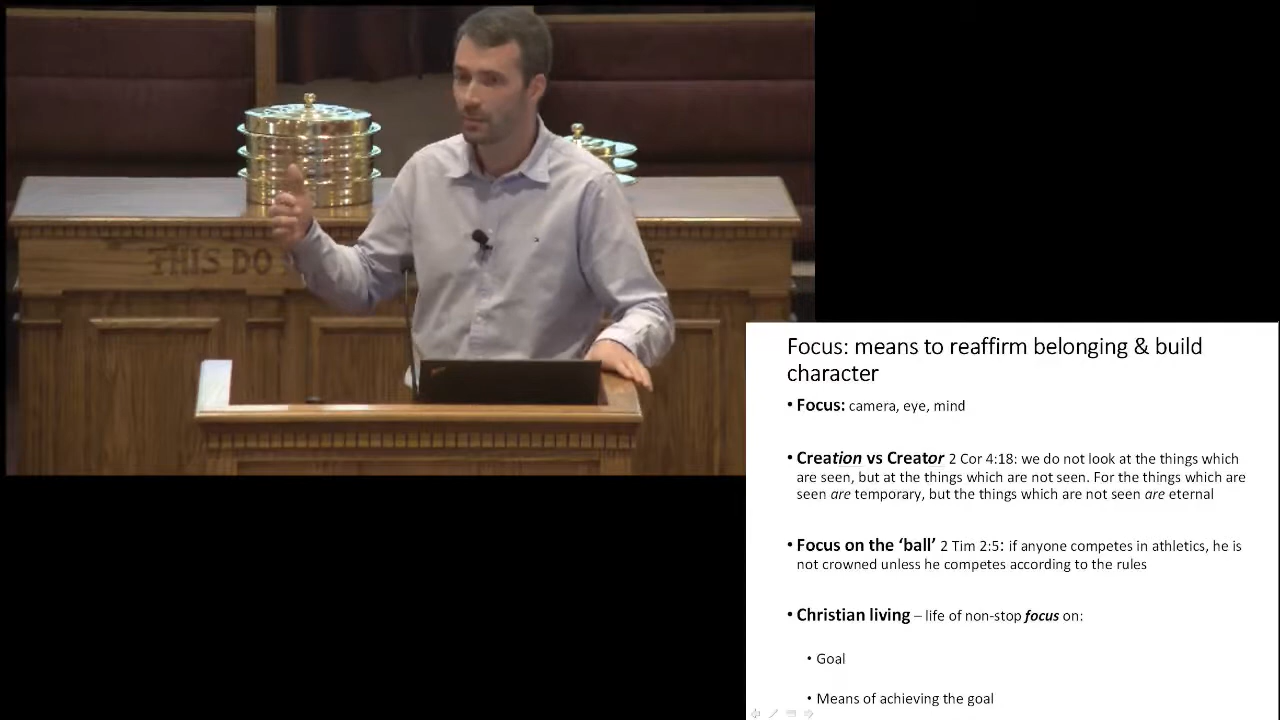 THIS DO
E
Focus: means to reaffirm belonging & build
character
• Focus: camera, eye, mind
• Creation vs Creator 2 Cor 4:18: we do not look at the things which
are seen, but at the things which are not seen. For the things which are
seen are temporary, but the things which are not seen are eternal
• Focus on the ‘ball’ 2 Tim 2:5: if anyone competes in athletics, he is
not crowned unless he competes according to the rules
• Christian living – life of non-stop focus on:
• Goal
• Means of achieving the goal